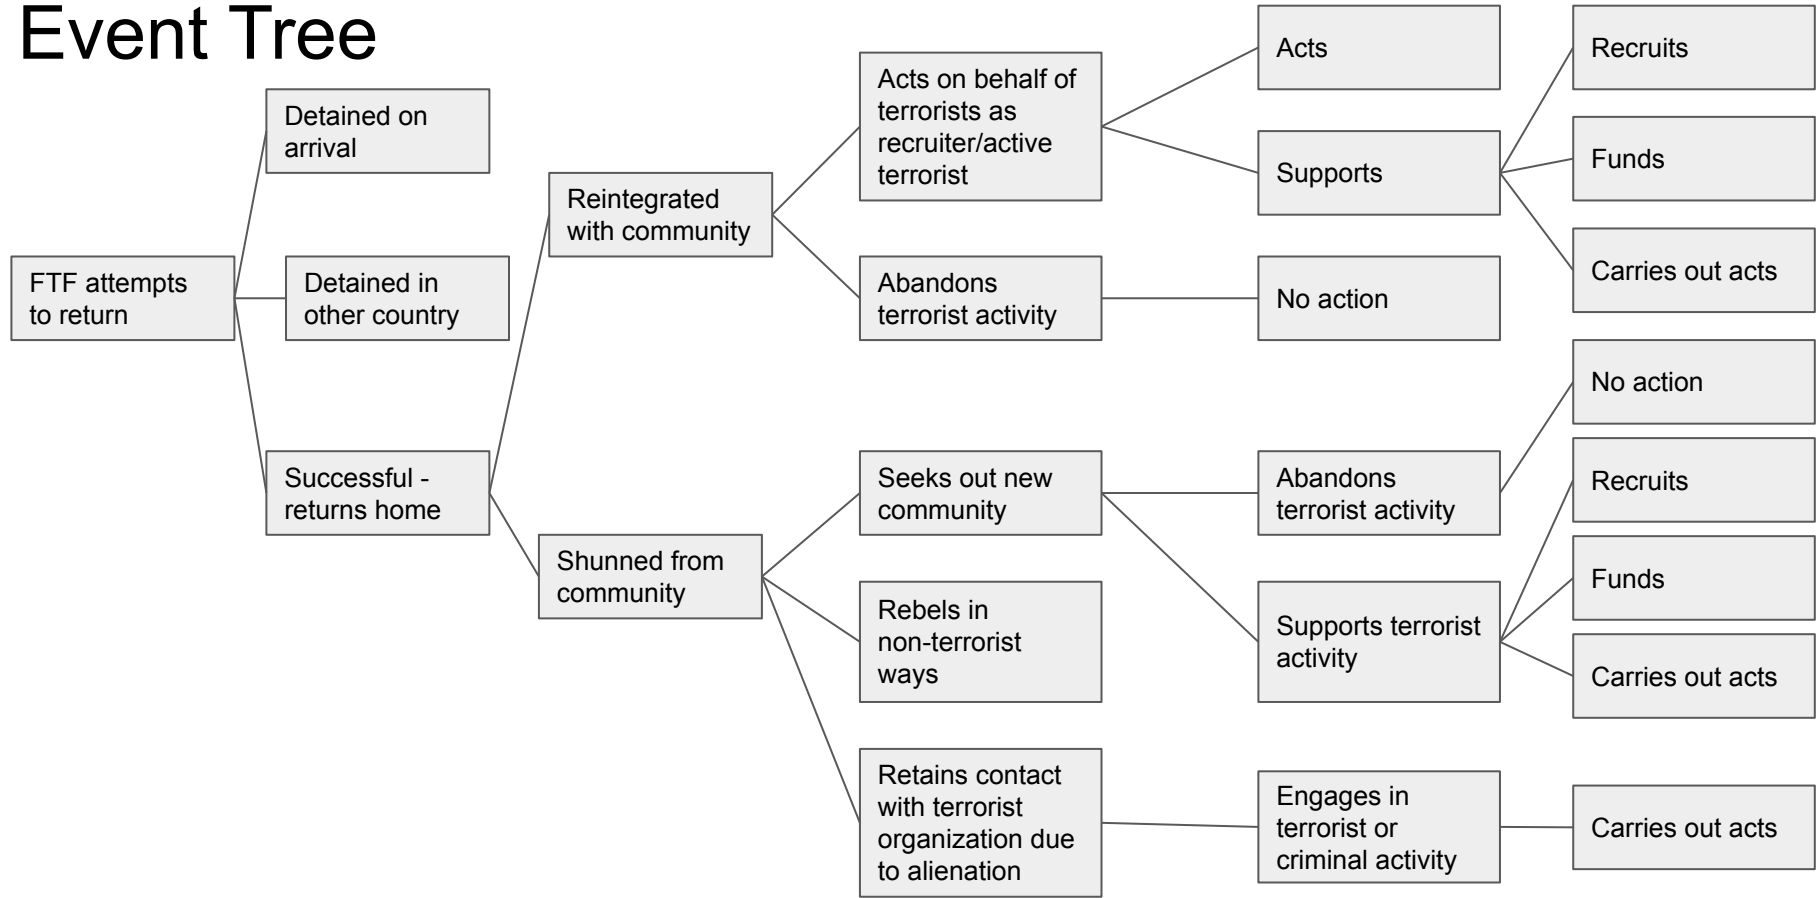 Event Tree
FTF attempts
to return
Detained on
arrival
Detained in
other country
Successful -
returns home
Reintegrated
with community
Shunned from
community
Acts on behalf of
terrorists as
recruiter/active
terrorist
Abandons
terrorist activity
Seeks out new
community
Rebels in
non-terrorist
ways
Retains contact
with terrorist
organization due
to alienation
Acts
Supports
No action
Abandons
terrorist activity
Supports terrorist
activity
Engages in
terrorist or
criminal activity
Recruits
Funds
Carries out acts
No action
Recruits
Funds
Carries out acts
Carries out acts